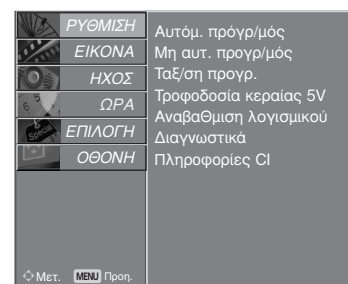 ΡΥΘΜΙΣΗ
ΕΙΚΟΝΑ
ΗΧΟΣ
ΩΡΑ
ΕΠΙΛΟΓΗ
ΟΘΟΝΗ
Αυτόμ. πρόγρ/μός
Μη αυτ. προγρ/μός
Ταξ/ση προγρ.
Τροφοδοσία κεραίας 5V
ΑναβαΘμιση λογισμικού
Διαγνωστικά
Πληροφορίες CI
Μετ. MENU Προη.